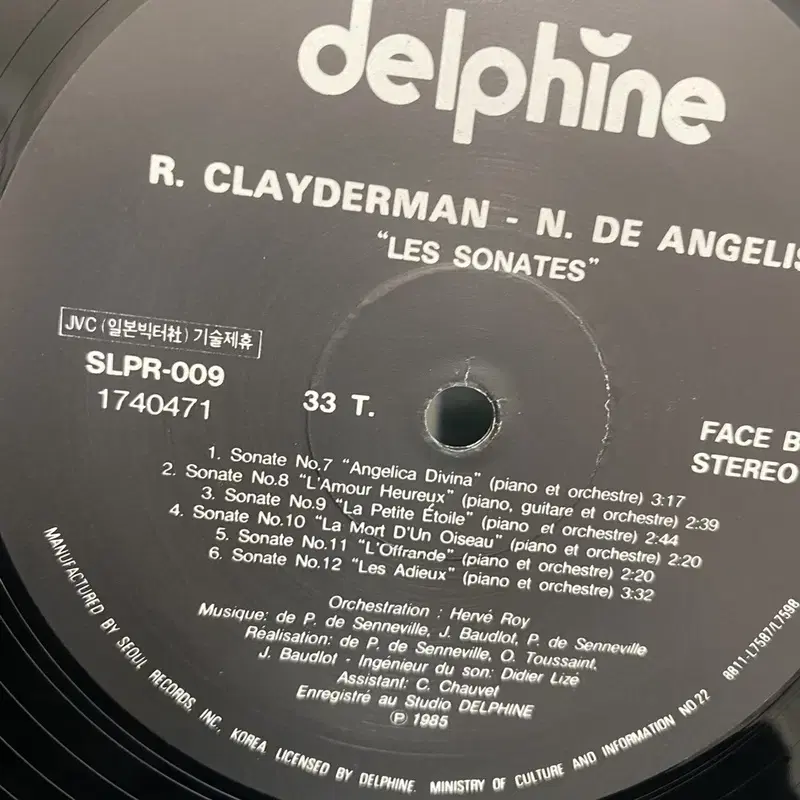 delphine
R. CLAYDERMAN - N. DE ANGELIS
"LES SONATES"
JVC (일본빅터社) 기술제휴
SLPR-009
1740471
33 T.
FACE B
STEREO
1. Sonate No.7 "Angelica Divina" (piano et orchestre) 3:17
2. Sonate No.8 "L'Amour Heureux" (piano, guitare et orchestre) 2:39
3. Sonate No.9 "La Petite Étoile" (piano et orchestre) 2:44
4. Sonate No.10 "La Mort D'Un Oiseau" (piano et orchestre) 2:20
5. Sonate No.11 "L'Offrande" (piano et orchestre) 2:20
6. Sonate No.12 "Les Adieux" (piano et orchestre) 3:32
Orchestration : Hervé Roy
Musique: de P. de Senneville, J. Baudlot, P. de Senneville
Réalisation: de P. de Senneville, O. Toussaint.
J. Baudlot - Ingénieur du son: Didier Lizé
Assistant: C. Chauvet
Enregistré au Studio DELPHINE
Ⓟ 1985
MANUFACTURED BY SEOUL RECORDS, INC, KOREA. LICENSED BY DELPHINE. MINISTRY OF CULTURE AND INFORMATION NO.22 8811-L7587/L7598